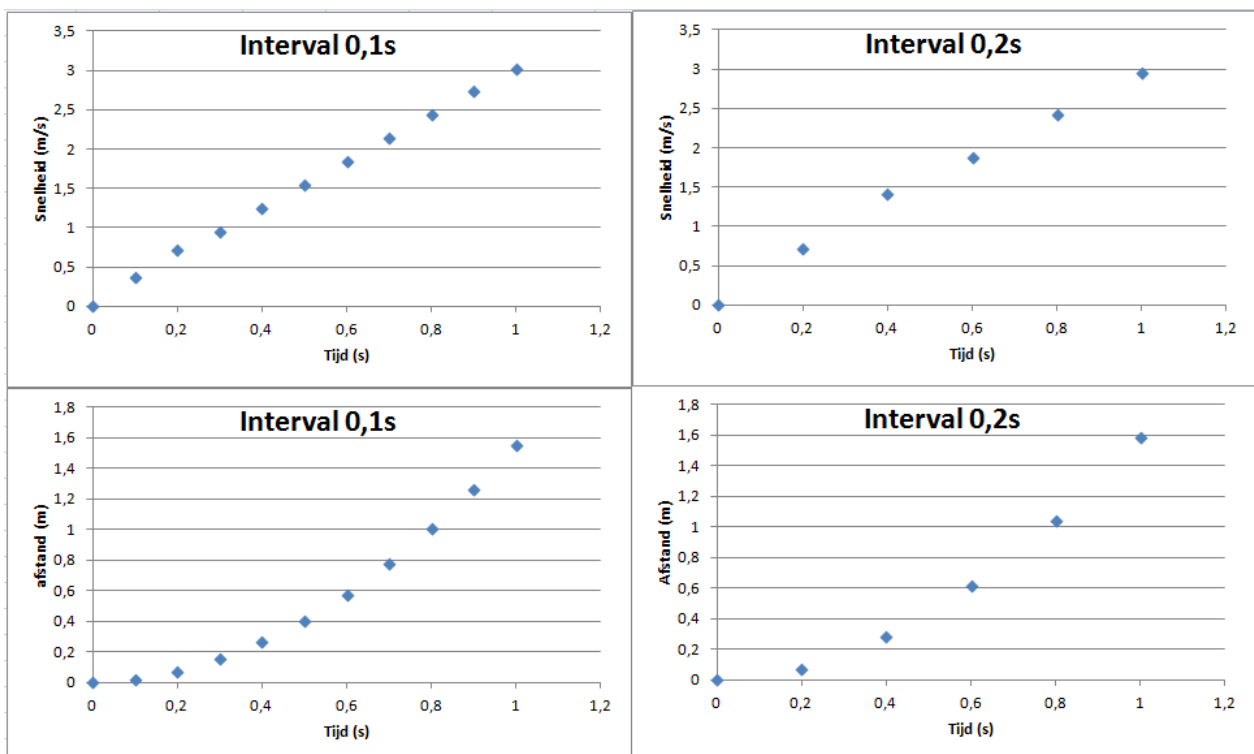 Interval 0,1s
Snelheid (m/s)
3,5
3
2,5
2
1,5
1
0,5
0
0 0,2 0,4 0,6 0,8 1 1,2
Tijd (s)
Interval 0,2s
Snelheid (m/s)
3,5
3
2,5
2
1,5
1
0,5
0
0 0,2 0,4 0,6 0,8 1 1,2
Tijd (s)
Interval 0,1s
afstand (m)
1,8
1,6
1,4
1,2
1
0,8
0,6
0,4
0,2
0
0 0,2 0,4 0,6 0,8 1 1,2
Tijd (s)
Interval 0,2s
Afstand (m)
1,8
1,6
1,4
1,2
1
0,8
0,6
0,4
0,2
0
0 0,2 0,4 0,6 0,8 1 1,2
Tijd (s)